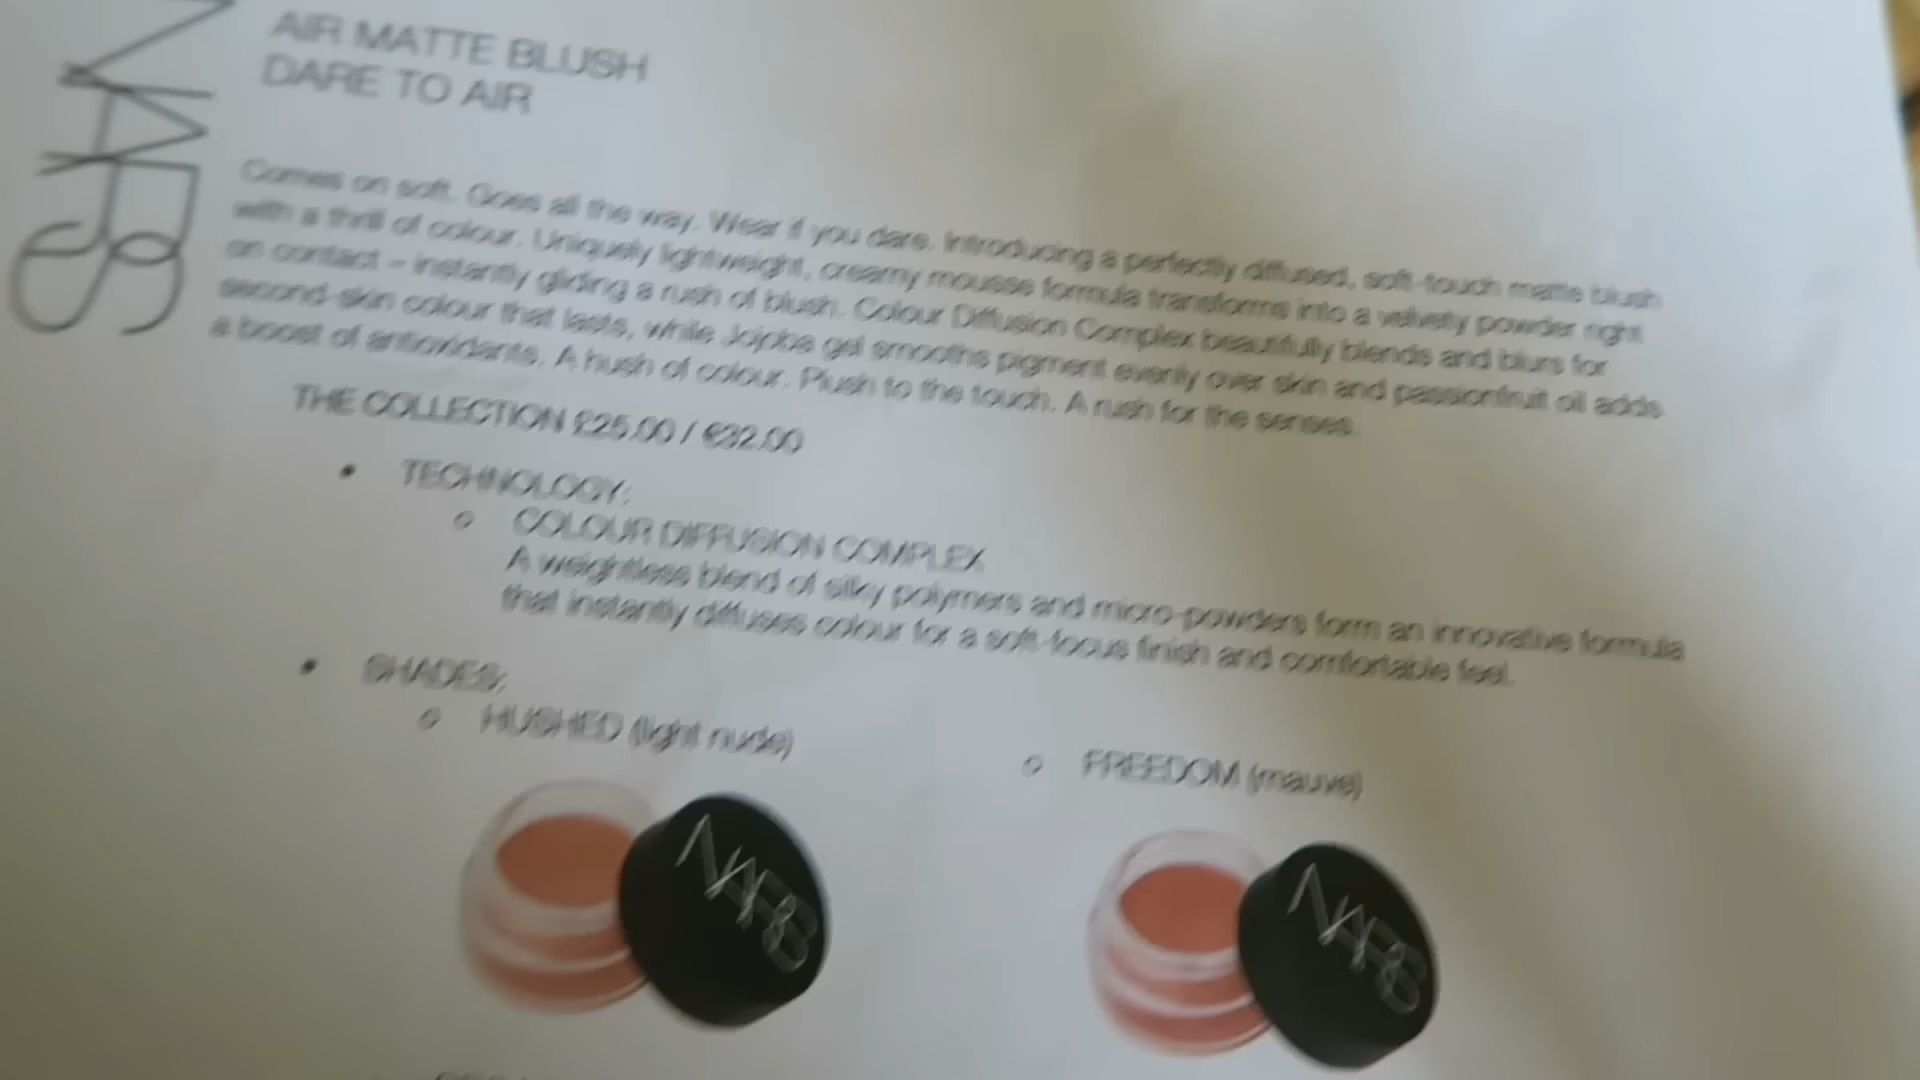 NARS
AIR MATTE BLUSH
DARE TO AIR
Comes on soft. Goes all the way. Wear if you dare. Introducing a perfectly diffused, soft-touch matte blush
with a thrill of colour. Uniquely lightweight, creamy mousse formula transforms into a velvety powder right
on contact – instantly gliding a rush of blush. Colour Diffusion Complex beautifully blends and blurs for
second-skin colour that lasts, while Jojoba gel smooths pigment evenly over skin and passionfruit oil adds
a boost of antioxidants. A hush of colour. Plush to the touch. A rush for the senses.
THE COLLECTION £25.00 / €32.00
• TECHNOLOGY:
o COLOUR DIFFUSION COMPLEX
A weightless blend of silky polymers and micro-powders form an innovative formula
that instantly diffuses colour for a soft-focus finish and comfortable feel.
• SHADES:
o HUSHED (light nude)
o FREEDOM (mauve)
NARS
NARS